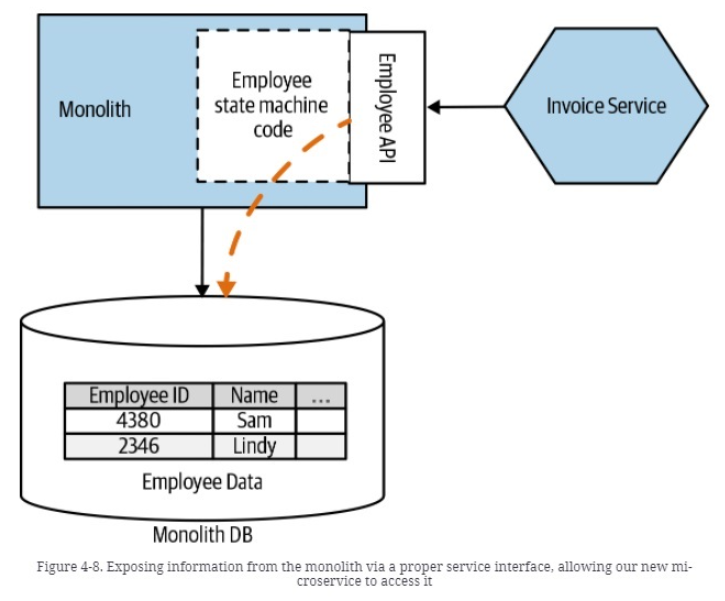 Monolith
Employee
state machine
code
Employee API
Invoice Service
Employee ID Name ...
4380 Sam
2346 Lindy
Employee Data
Monolith DB
Figure 4-8. Exposing information from the monolith via a proper service interface, allowing our new mi-
croservice to access it